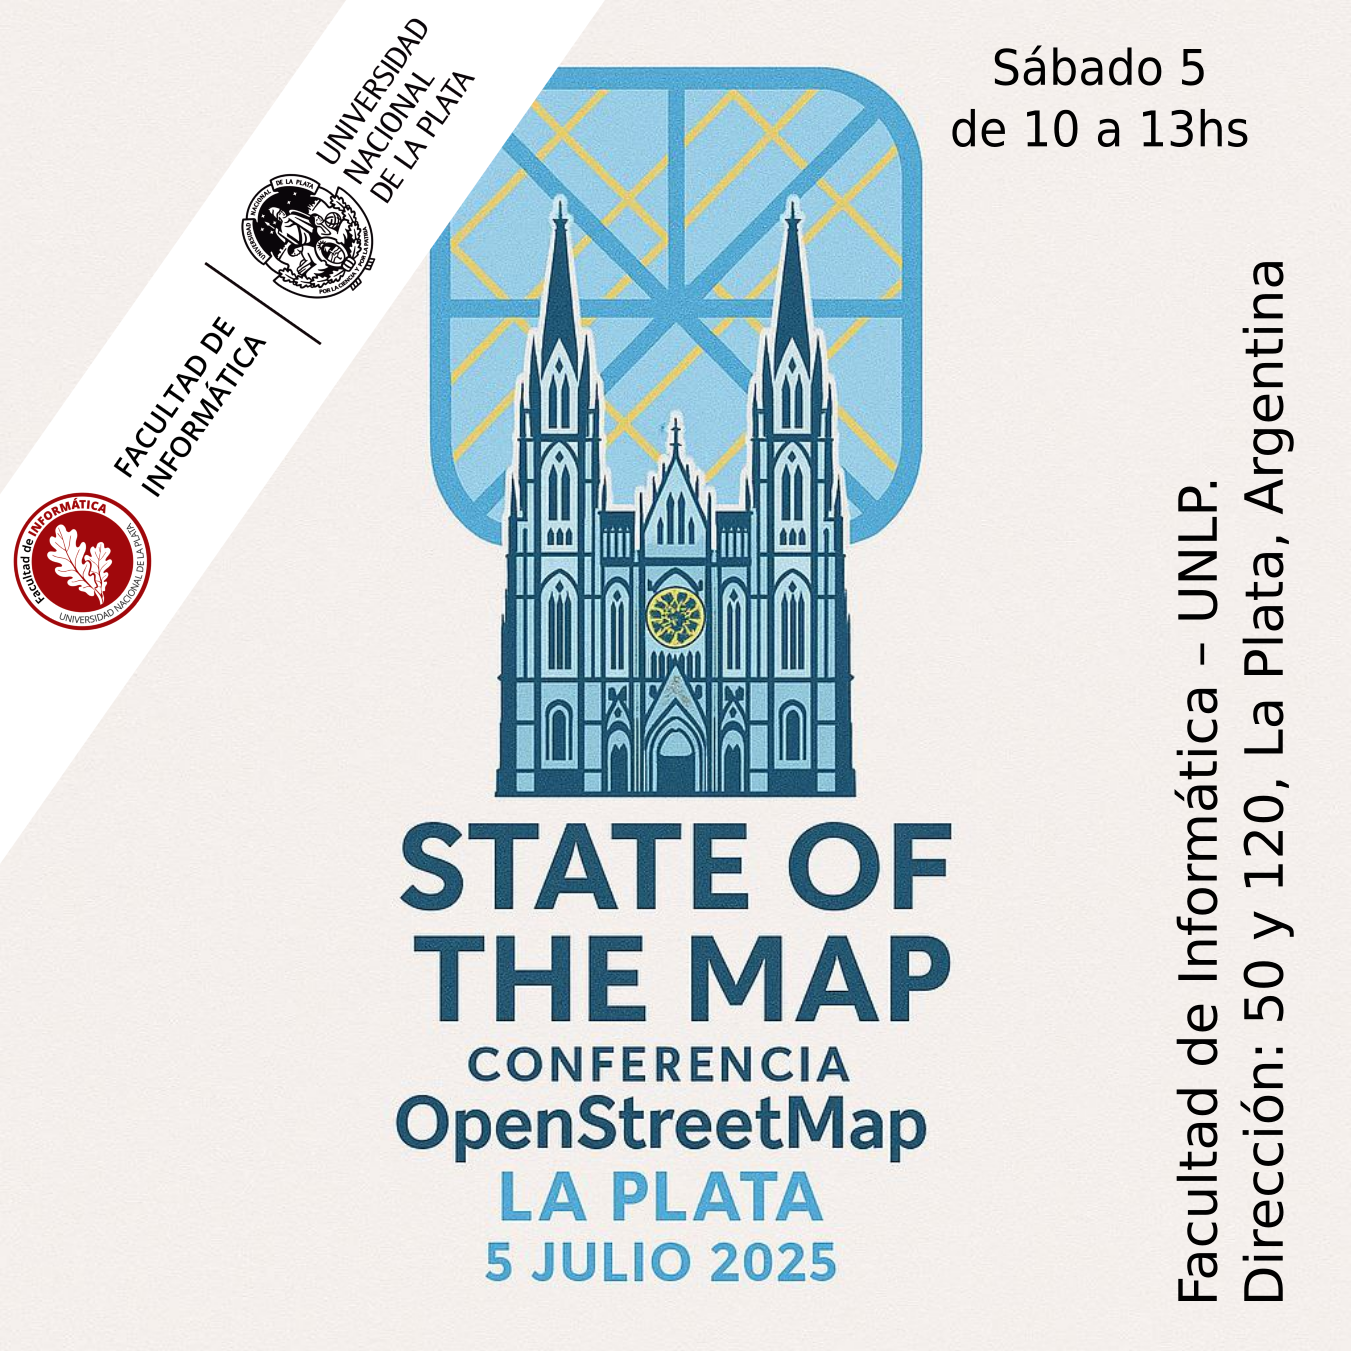 UNIVERSIDAD
NACIONAL
DE LA PLATA
UNIVERSIDAD NACIONAL DE LA PLATA
POR LA CIENCIA Y POR LA PATRIA
FACULTAD DE
INFORMÁTICA
Facultad de INFORMÁTICA
UNIVERSIDAD NACIONAL DE LA PLATA
Sábado 5
de 10 a 13hs
STATE OF
THE MAP
CONFERENCIA
OpenStreetMap
LA PLATA
5 JULIO 2025
Facultad de Informática – UNLP.
Dirección: 50 y 120, La Plata, Argentina